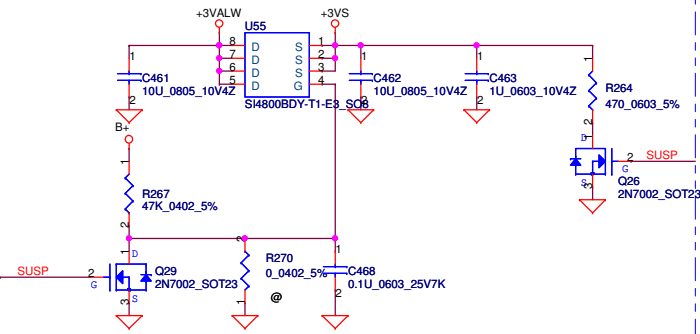 +3VALW
+3VS
U55
8 D S 1
7 D S 2
6 D S 3
5 D G 4
SI4800BDY-T1-E3_SO8
1
C461
10U_0805_10V4Z
2
1
C462
10U_0805_10V4Z
2
1
C463
1U_0603_10V4Z
2
1
R264
470_0603_5%
2
B+
1
R267
47K_0402_5%
2
1
D
2
G
SUSP
S
3
Q26
2N7002_SOT23
SUSP
2
G
1
D
Q29
2N7002_SOT23
S
3
2
R270
0_0402_5%
1
@
1
C468
0.1U_0603_25V7K
2